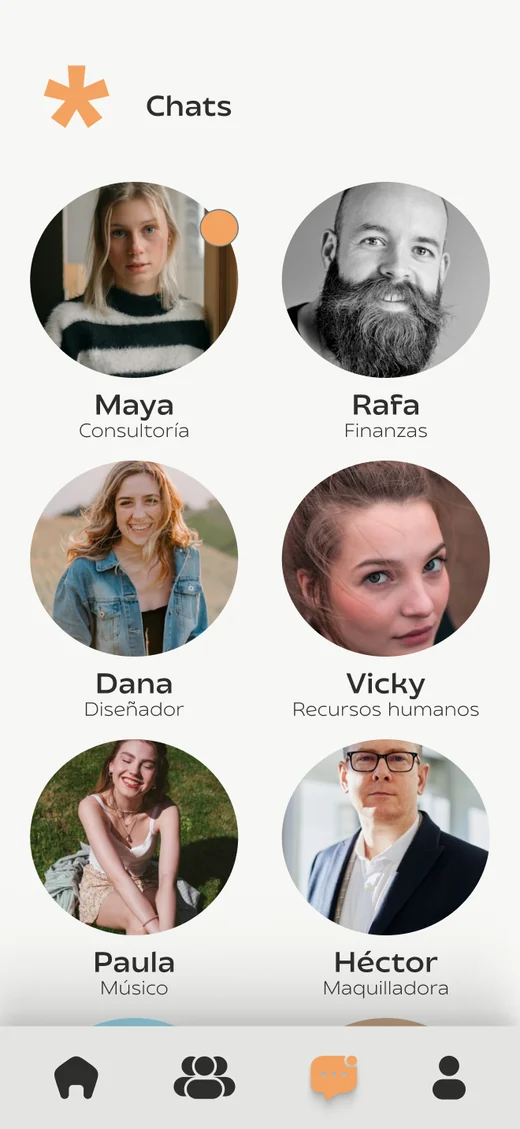 Chats
Maya
Consultoría
Rafa
Finanzas
Dana
Diseñador
Vicky
Recursos humanos
Paula
Músico
Héctor
Maquilladora